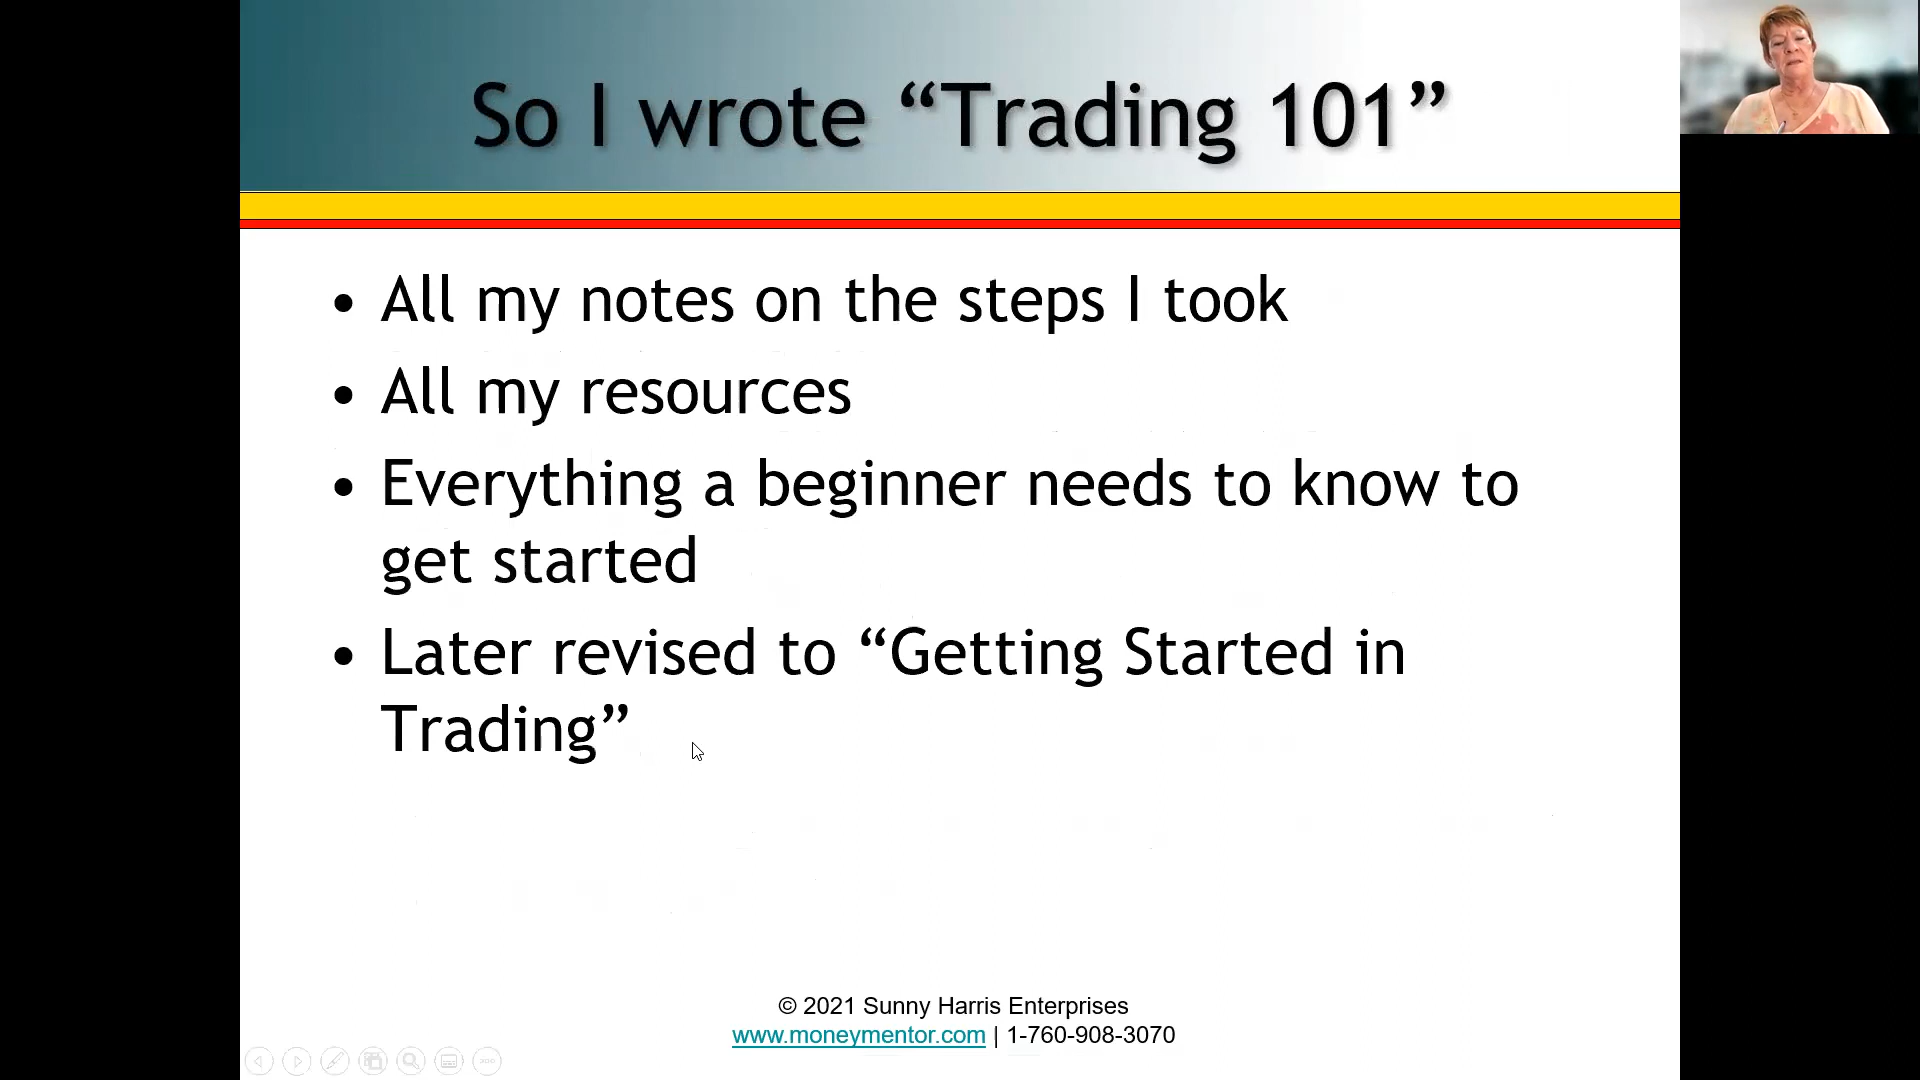 So I wrote “Trading 101”
• All my notes on the steps I took
• All my resources
• Everything a beginner needs to know to
get started
• Later revised to “Getting Started in
Trading”
© 2021 Sunny Harris Enterprises
www.moneymentor.com | 1-760-908-3070